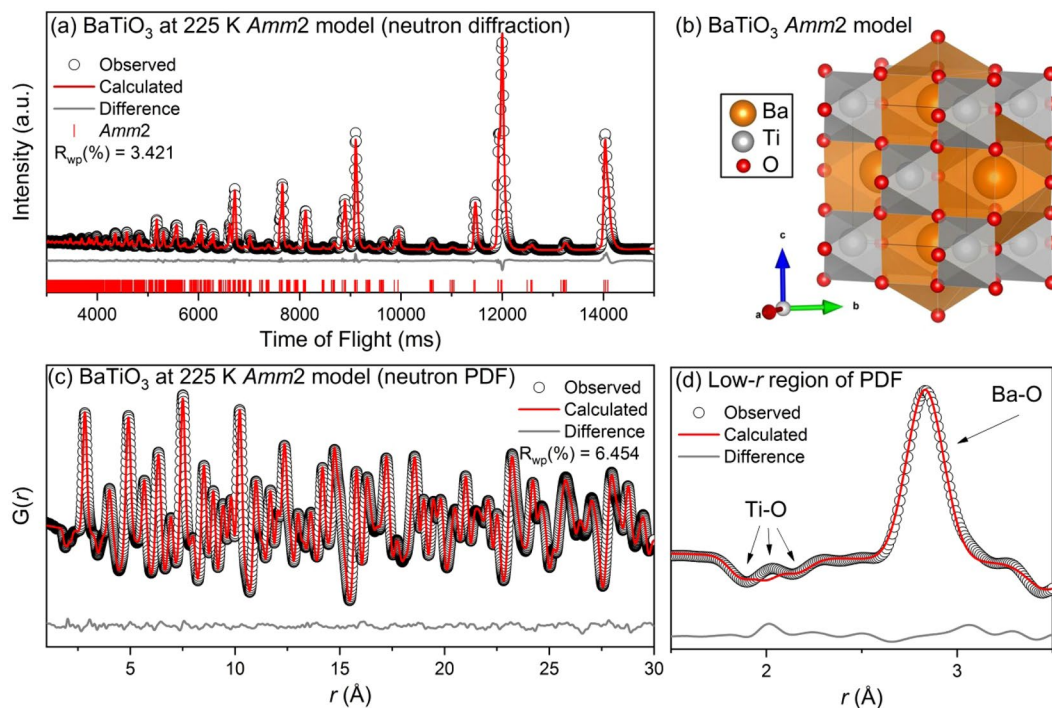 (a) BaTiO₃ at 225 K Amm2 model (neutron diffraction)
Observed
Calculated
Difference
Amm2
R_wp(%) = 3.421
Intensity (a.u.)
4000 6000 8000 10000 12000 14000
Time of Flight (ms)
(b) BaTiO₃ Amm2 model
Ba
Ti
O
c
a
b
(c) BaTiO₃ at 225 K Amm2 model (neutron PDF)
Observed
Calculated
Difference
R_wp(%) = 6.454
G(r)
5 10 15 20 25 30
r (Å)
(d) Low-r region of PDF
Observed
Calculated
Difference
Ba-O
Ti-O
2 3
r (Å)